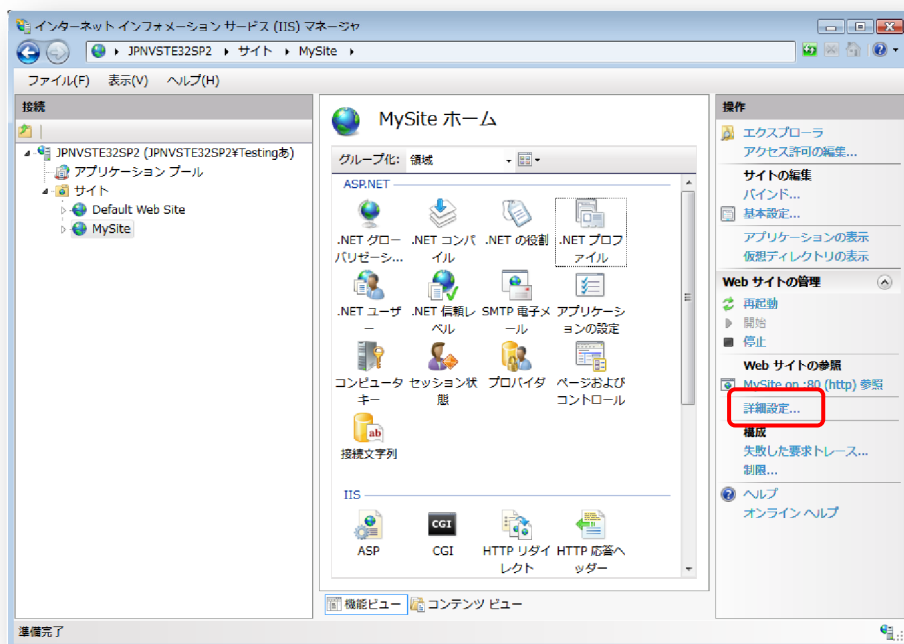 インターネット インフォメーション サービス (IIS) マネージャ
JPNVSTE32SP2 サイト MySite
ファイル(F) 表示(V) ヘルプ(H)
接続
JPNVSTE32SP2 (JPNVSTE32SP2¥Testingあ)
アプリケーション プール
サイト
Default Web Site
MySite
MySite ホーム
グループ化: 領域
ASP.NET
.NET グロー
バリゼーシ...
.NET コンパ
イル
.NET の役割
.NET プロフ
ァイル
.NET ユーザ
ー
.NET 信頼レ
ベル
SMTP 電子メ
ール
アプリケーシ
ョンの設定
コンピュータ
キー
セッション状
態
プロバイダ
ページおよび
コントロール
ab
接続文字列
IIS
ASP
CGI
CGI
HTTP リダイ
レクト
HTTP 応答ヘ
ッダー
機能ビュー
コンテンツ ビュー
操作
エクスプローラ
アクセス許可の編集...
サイトの編集
バインド...
基本設定...
アプリケーションの表示
仮想ディレクトリの表示
Web サイトの管理
再起動
開始
停止
Web サイトの参照
MySite on :80 (http) 参照
詳細設定...
構成
失敗した要求トレース...
制限...
ヘルプ
オンライン ヘルプ
準備完了